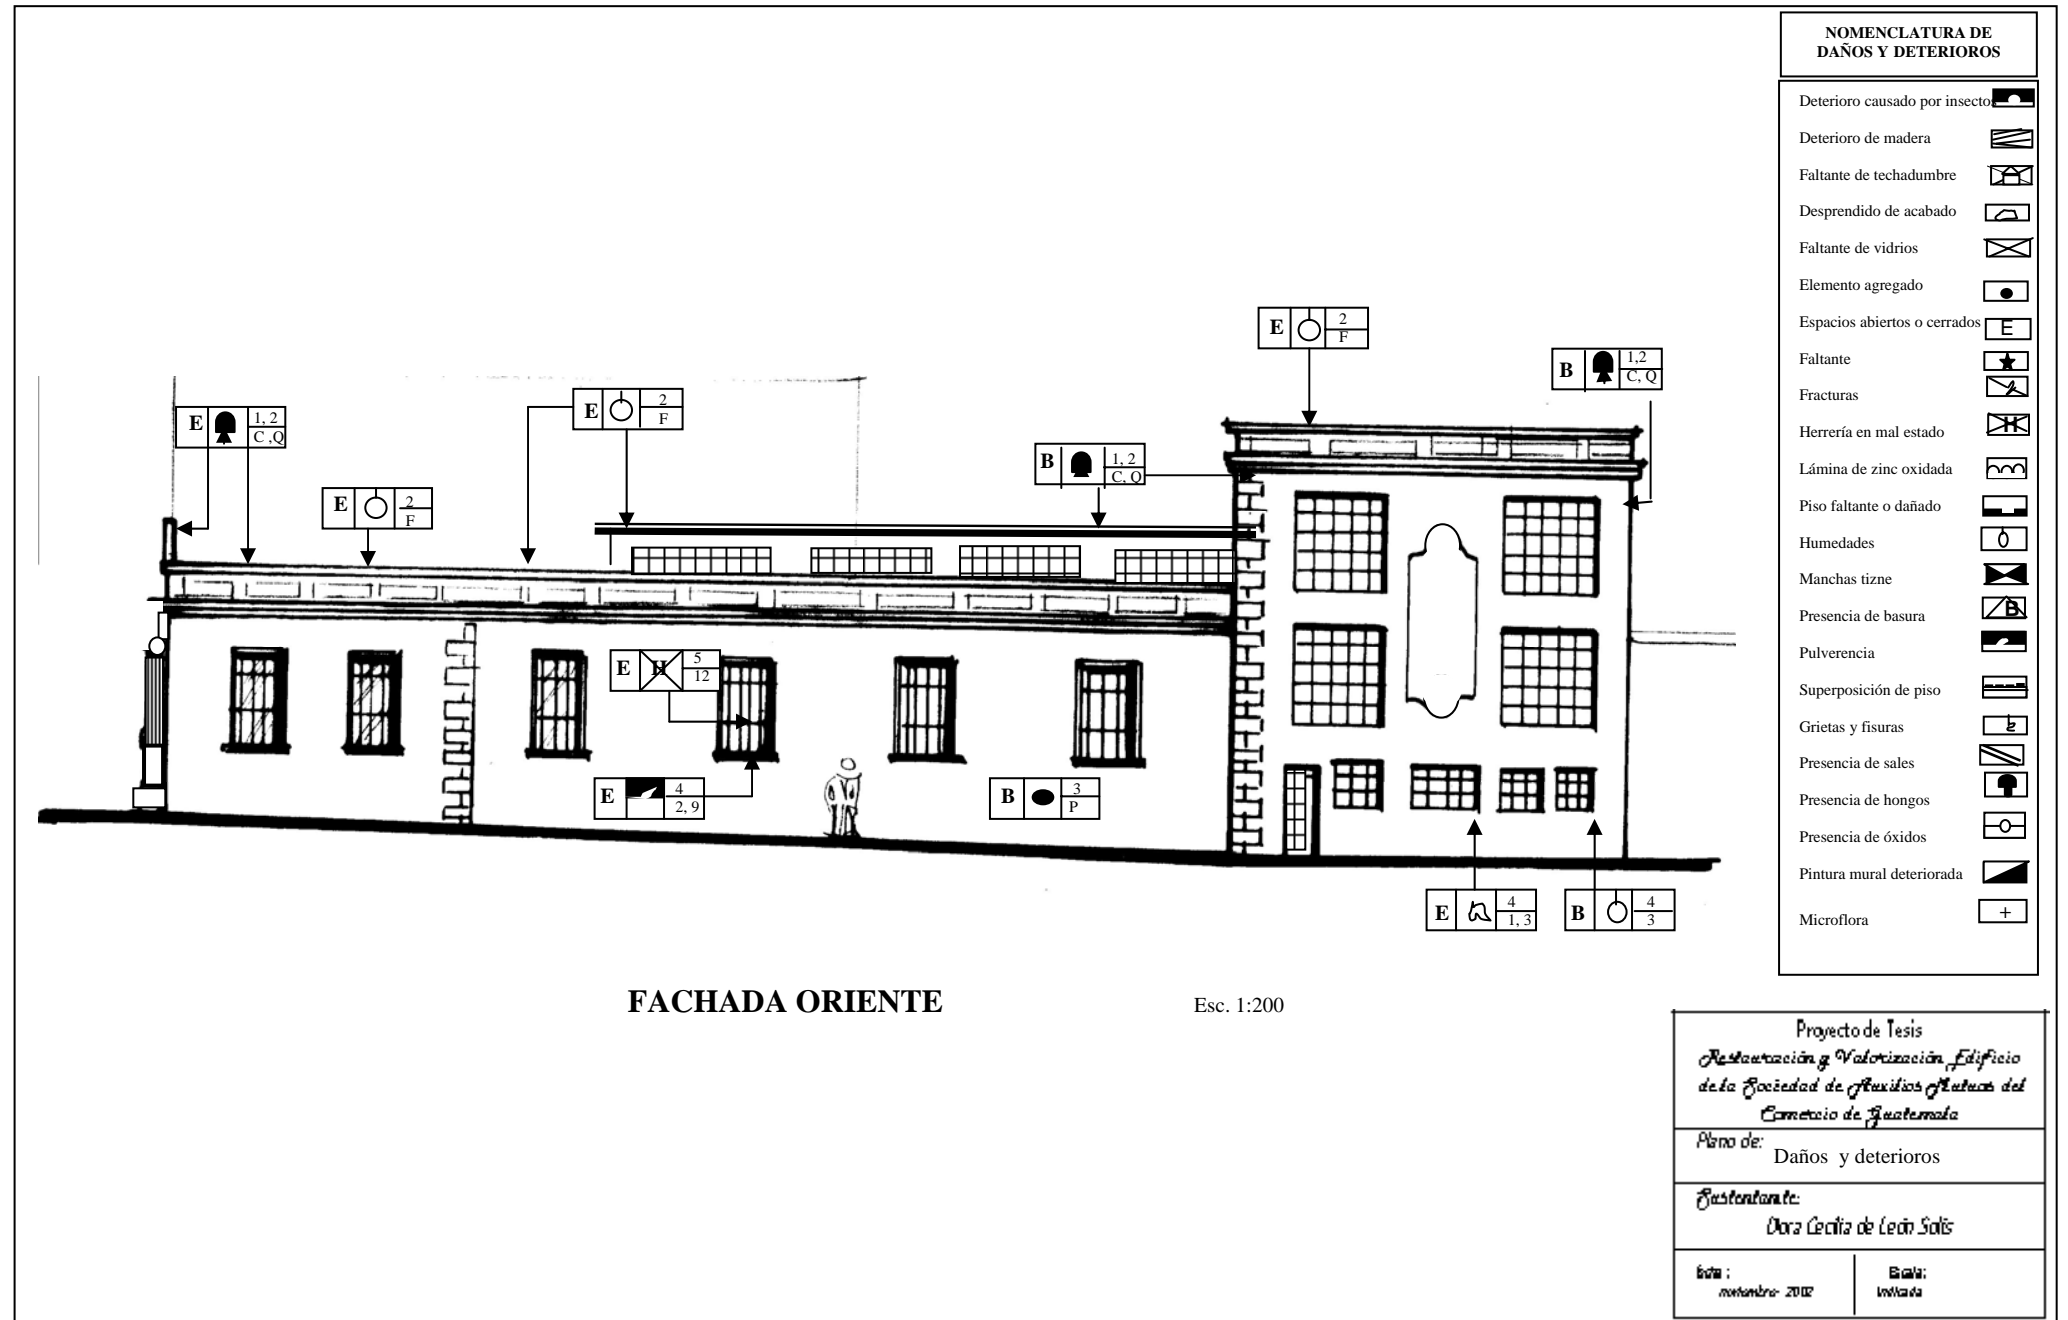 NOMENCLATURA DE
DAÑOS Y DETERIOROS
Deterioro causado por insectos
Deterioro de madera
Faltante de techadumbre
Desprendido de acabado
Faltante de vidrios
Elemento agregado
Espacios abiertos o cerrados E
Faltante
Fracturas
Herrería en mal estado H
Lámina de zinc oxidada
Piso faltante o dañado
Humedades
Manchas tizne
Presencia de basura B
Pulverencia
Superposición de piso
Grietas y fisuras
Presencia de sales
Presencia de hongos
Presencia de óxidos
Pintura mural deteriorada
Microflora +
E 2
F
B 1,2
C, Q
E 1, 2
C ,Q
E 2
F
B 1, 2
C, Q
E 2
F
E H 5
12
E 4
2, 9
B 3
P
E 4
1, 3
B 4
3
FACHADA ORIENTE Esc. 1:200
Proyecto de Tesis
Restauración y Valorización Edificio
de la Sociedad de Auxilios Mutuos del
Comercio de Guatemala
Plano de: Daños y deterioros
Sustentante:
Cecilia de León Solis
fecha :
noviembre- 2002
Escala:
indicada